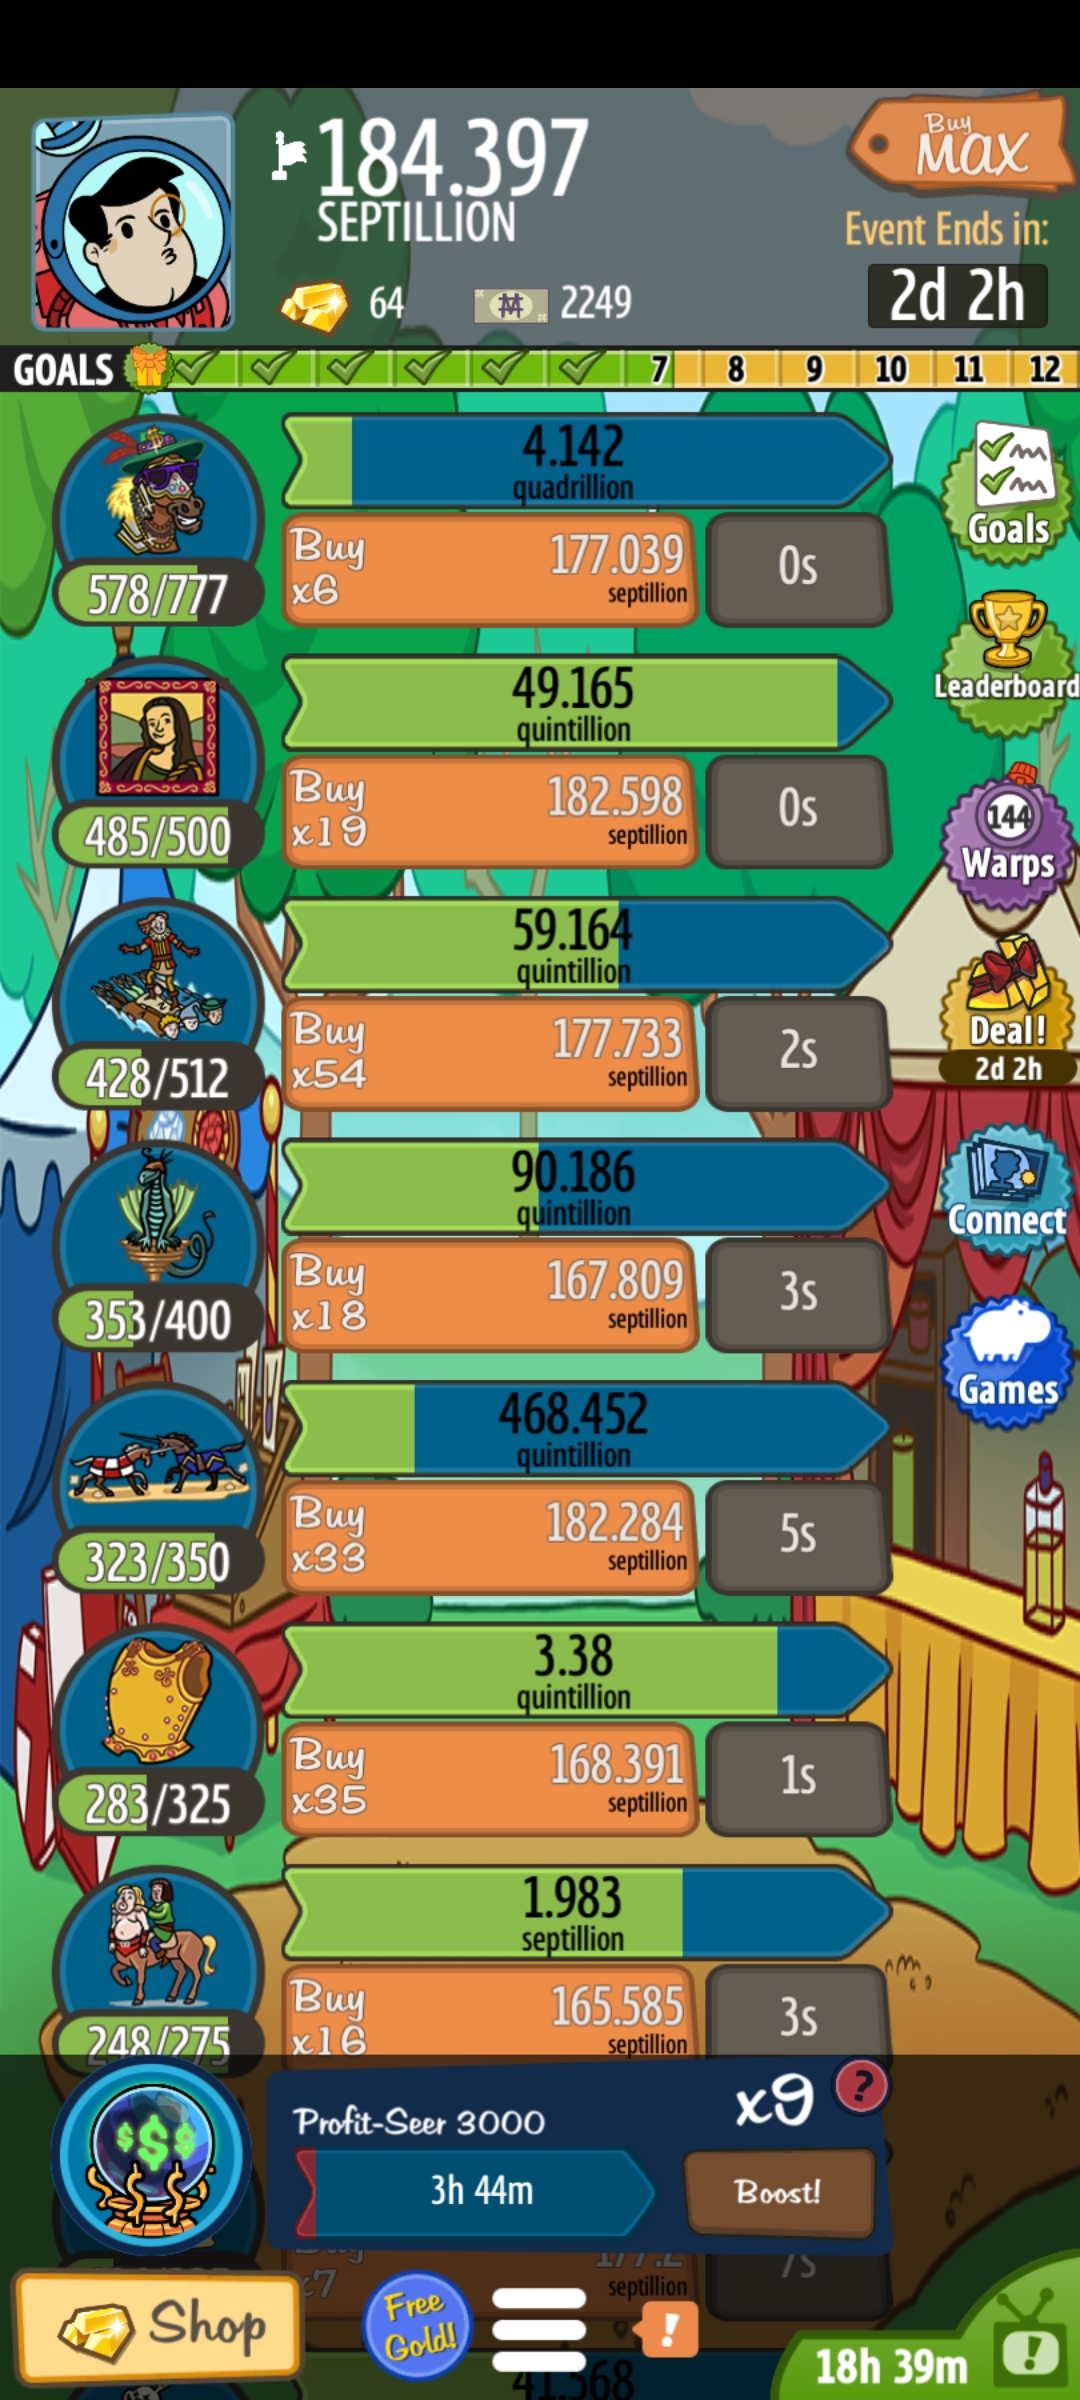 184.397
SEPTILLION
Buy
MAX
Event Ends in:
2d 2h
64
2249
GOALS
7
8
9
10
11
12
4.142
quadrillion
Buy
x6
177.039
septillion
0s
578/777
Goals
49.165
quintillion
Buy
x19
182.598
septillion
0s
485/500
Leaderboard
144
Warps
59.164
quintillion
Buy
x54
177.733
septillion
2s
428/512
Deal!
2d 2h
90.186
quintillion
Buy
x18
167.809
septillion
3s
353/400
Connect
Games
468.452
quintillion
Buy
x33
182.284
septillion
5s
323/350
3.38
quintillion
Buy
x35
168.391
septillion
1s
283/325
1.983
septillion
Buy
x16
165.585
septillion
3s
248/275
Profit-Seer 3000
x9
?
3h 44m
Boost!
$$$
Buy
x7
177.2
septillion
7s
Shop
Free
Gold!
!
18h 39m
!
41.368